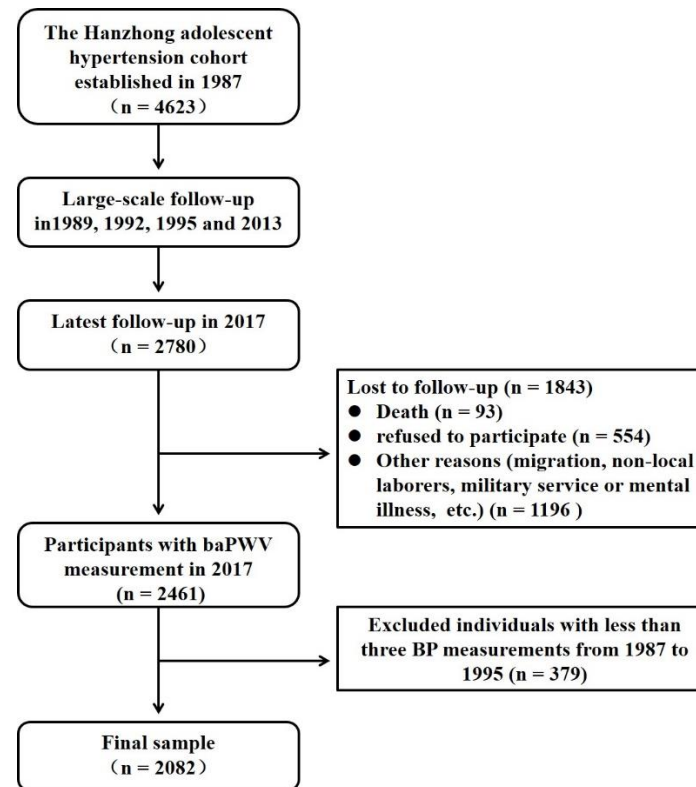 The Hanzhong adolescent
hypertension cohort
established in 1987
（n = 4623）
Large-scale follow-up
in1989, 1992, 1995 and 2013
Latest follow-up in 2017
（n = 2780）
Lost to follow-up (n = 1843)
● Death (n = 93)
● refused to participate (n = 554)
● Other reasons (migration, non-local
laborers, military service or mental
illness, etc.) (n = 1196 )
Participants with baPWV
measurement in 2017
(n = 2461)
Excluded individuals with less than
three BP measurements from 1987 to
1995 (n = 379)
Final sample
（n = 2082）